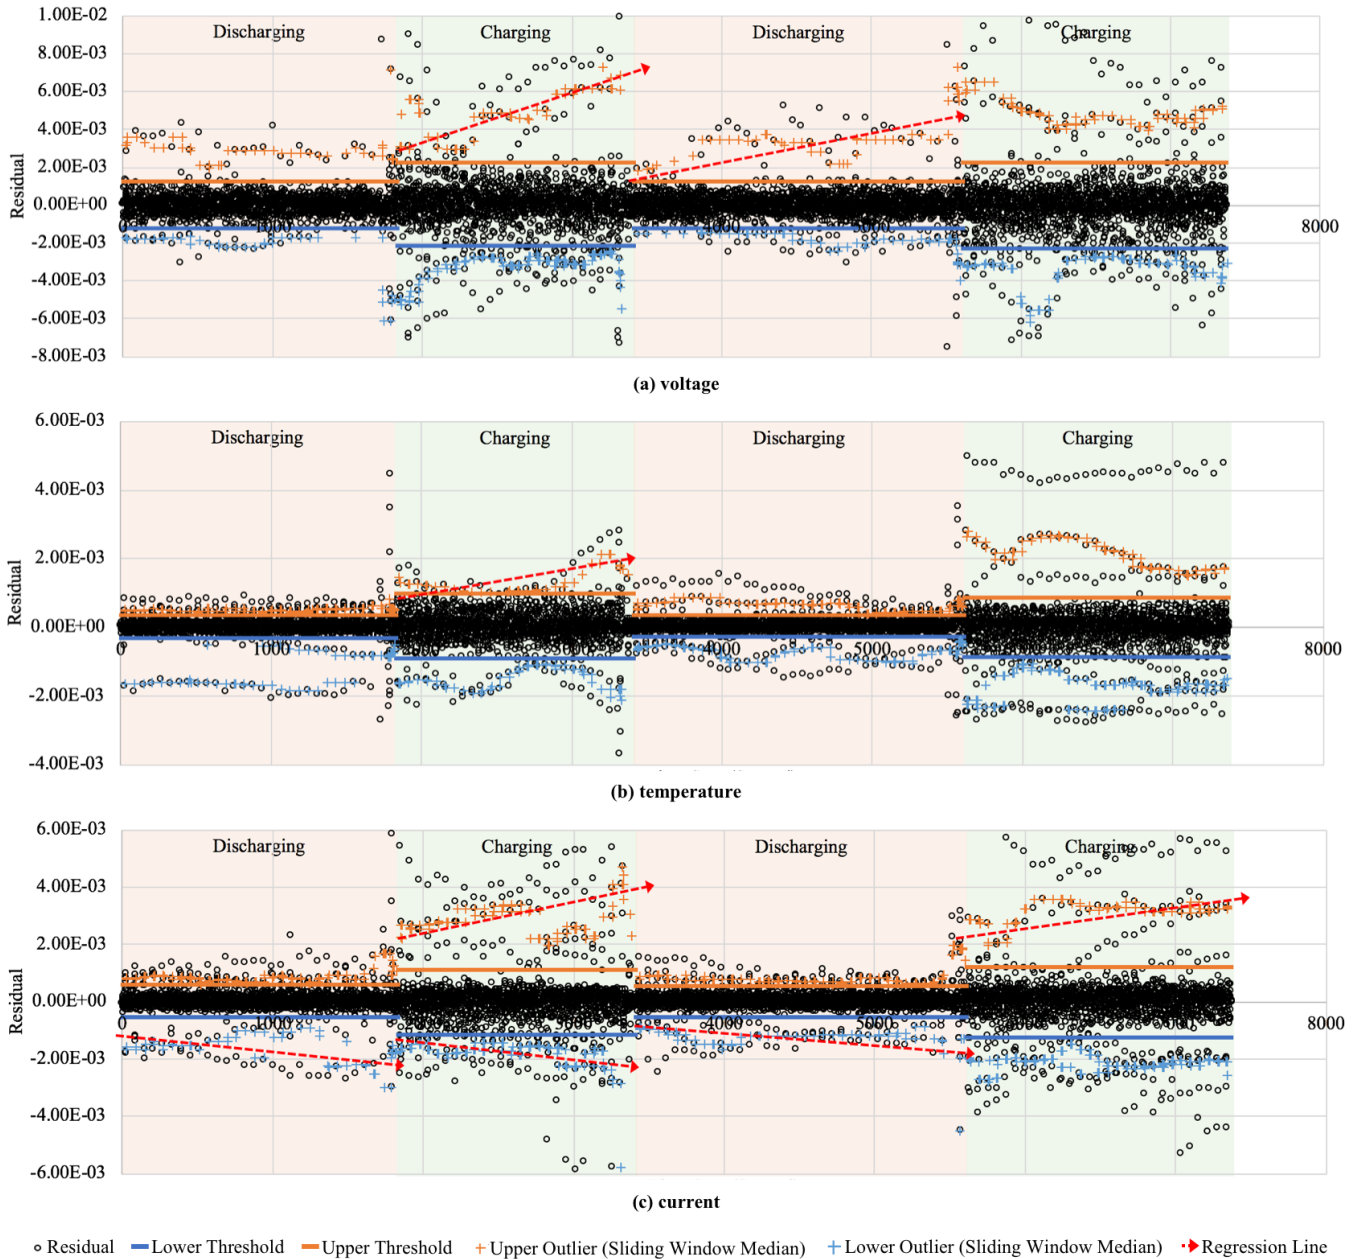 1.00E-02
8.00E-03
6.00E-03
4.00E-03
2.00E-03
0.00E+00
-2.00E-03
-4.00E-03
-6.00E-03
-8.00E-03
Residual
Discharging Charging Discharging Charging
0 1000 4000 5000 8000
(a) voltage
6.00E-03
4.00E-03
2.00E-03
0.00E+00
-2.00E-03
-4.00E-03
Residual
Discharging Charging Discharging Charging
0 1000 4000 5000 8000
(b) temperature
6.00E-03
4.00E-03
2.00E-03
0.00E+00
-2.00E-03
-4.00E-03
-6.00E-03
Residual
Discharging Charging Discharging Charging
0 1000 4000 5000 8000
(c) current
Residual Lower Threshold Upper Threshold Upper Outlier (Sliding Window Median) Lower Outlier (Sliding Window Median) Regression Line